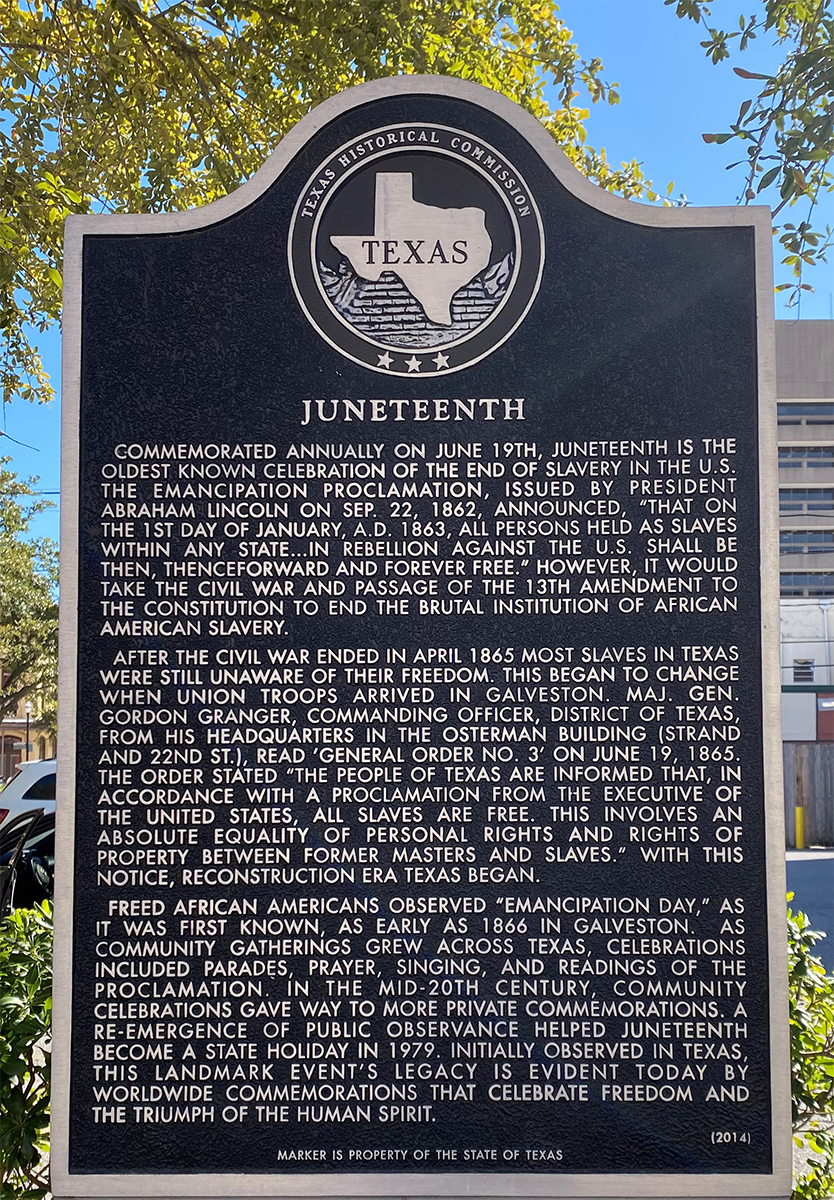 TEXAS HISTORICAL COMMISSION
TEXAS
JUNETEENTH
COMMEMORATED ANNUALLY ON JUNE 19TH, JUNETEENTH IS THE
OLDEST KNOWN CELEBRATION OF THE END OF SLAVERY IN THE U.S.
THE EMANCIPATION PROCLAMATION, ISSUED BY PRESIDENT
ABRAHAM LINCOLN ON SEP. 22, 1862, ANNOUNCED, "THAT ON
THE 1ST DAY OF JANUARY, A.D. 1863, ALL PERSONS HELD AS SLAVES
WITHIN ANY STATE...IN REBELLION AGAINST THE U.S. SHALL BE
THEN, THENCEFORWARD AND FOREVER FREE." HOWEVER, IT WOULD
TAKE THE CIVIL WAR AND PASSAGE OF THE 13TH AMENDMENT TO
THE CONSTITUTION TO END THE BRUTAL INSTITUTION OF AFRICAN
AMERICAN SLAVERY.
AFTER THE CIVIL WAR ENDED IN APRIL 1865 MOST SLAVES IN TEXAS
WERE STILL UNAWARE OF THEIR FREEDOM. THIS BEGAN TO CHANGE
WHEN UNION TROOPS ARRIVED IN GALVESTON. MAJ. GEN.
GORDON GRANGER, COMMANDING OFFICER, DISTRICT OF TEXAS,
FROM HIS HEADQUARTERS IN THE OSTERMAN BUILDING (STRAND
AND 22ND ST.), READ 'GENERAL ORDER NO. 3' ON JUNE 19, 1865.
THE ORDER STATED "THE PEOPLE OF TEXAS ARE INFORMED THAT, IN
ACCORDANCE WITH A PROCLAMATION FROM THE EXECUTIVE OF
THE UNITED STATES, ALL SLAVES ARE FREE. THIS INVOLVES AN
ABSOLUTE EQUALITY OF PERSONAL RIGHTS AND RIGHTS OF
PROPERTY BETWEEN FORMER MASTERS AND SLAVES." WITH THIS
NOTICE, RECONSTRUCTION ERA TEXAS BEGAN.
FREED AFRICAN AMERICANS OBSERVED "EMANCIPATION DAY," AS
IT WAS FIRST KNOWN, AS EARLY AS 1866 IN GALVESTON. AS
COMMUNITY GATHERINGS GREW ACROSS TEXAS, CELEBRATIONS
INCLUDED PARADES, PRAYER, SINGING, AND READINGS OF THE
PROCLAMATION. IN THE MID-20TH CENTURY, COMMUNITY
CELEBRATIONS GAVE WAY TO MORE PRIVATE COMMEMORATIONS. A
RE-EMERGENCE OF PUBLIC OBSERVANCE HELPED JUNETEENTH
BECOME A STATE HOLIDAY IN 1979. INITIALLY OBSERVED IN TEXAS,
THIS LANDMARK EVENT'S LEGACY IS EVIDENT TODAY BY
WORLDWIDE COMMEMORATIONS THAT CELEBRATE FREEDOM AND
THE TRIUMPH OF THE HUMAN SPIRIT.
(2014)
MARKER IS PROPERTY OF THE STATE OF TEXAS